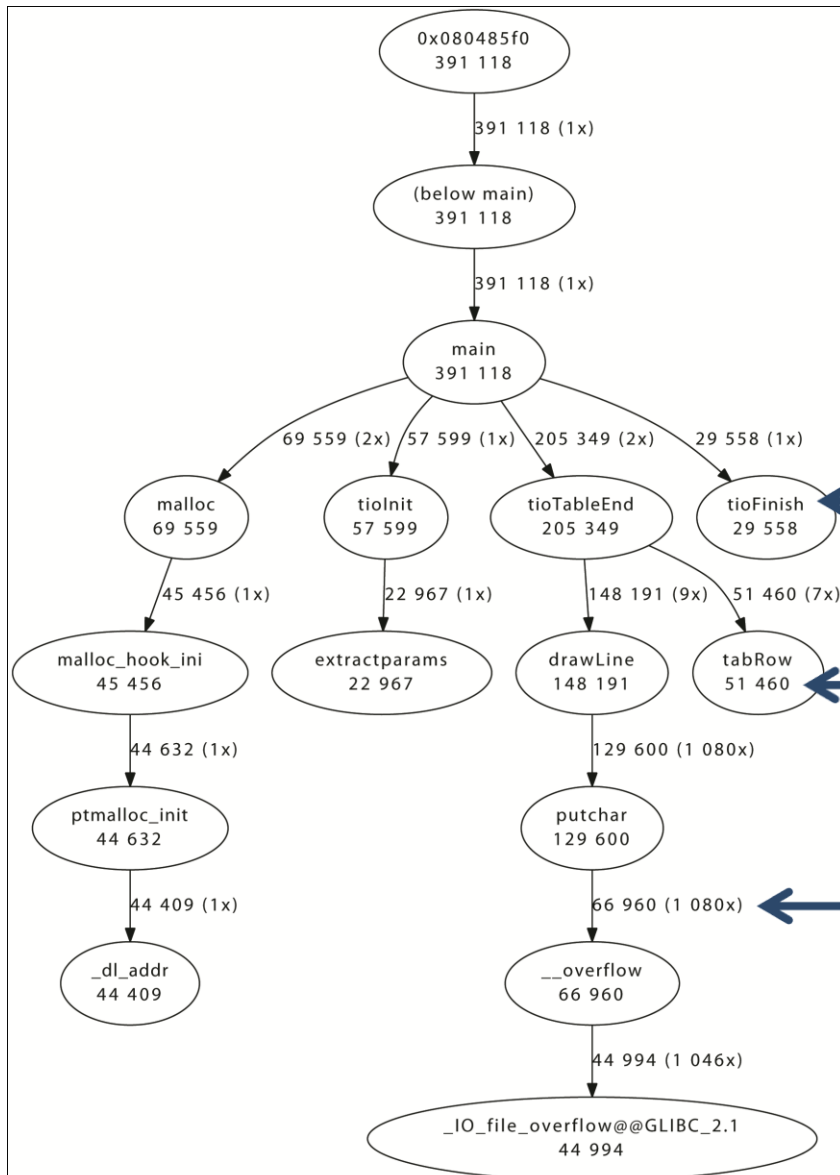 0x080485f0
391 118
391 118 (1x)
(below main)
391 118
391 118 (1x)
main
391 118
69 559 (2x)
57 599 (1x)
205 349 (2x)
29 558 (1x)
malloc
69 559
tioInit
57 599
tioTableEnd
205 349
tioFinish
29 558
45 456 (1x)
22 967 (1x)
148 191 (9x)
51 460 (7x)
malloc_hook_ini
45 456
extractparams
22 967
drawLine
148 191
tabRow
51 460
44 632 (1x)
129 600 (1 080x)
ptmalloc_init
44 632
putchar
129 600
44 409 (1x)
66 960 (1 080x)
_dl_addr
44 409
__overflow
66 960
44 994 (1 046x)
_IO_file_overflow@@GLIBC_2.1
44 994